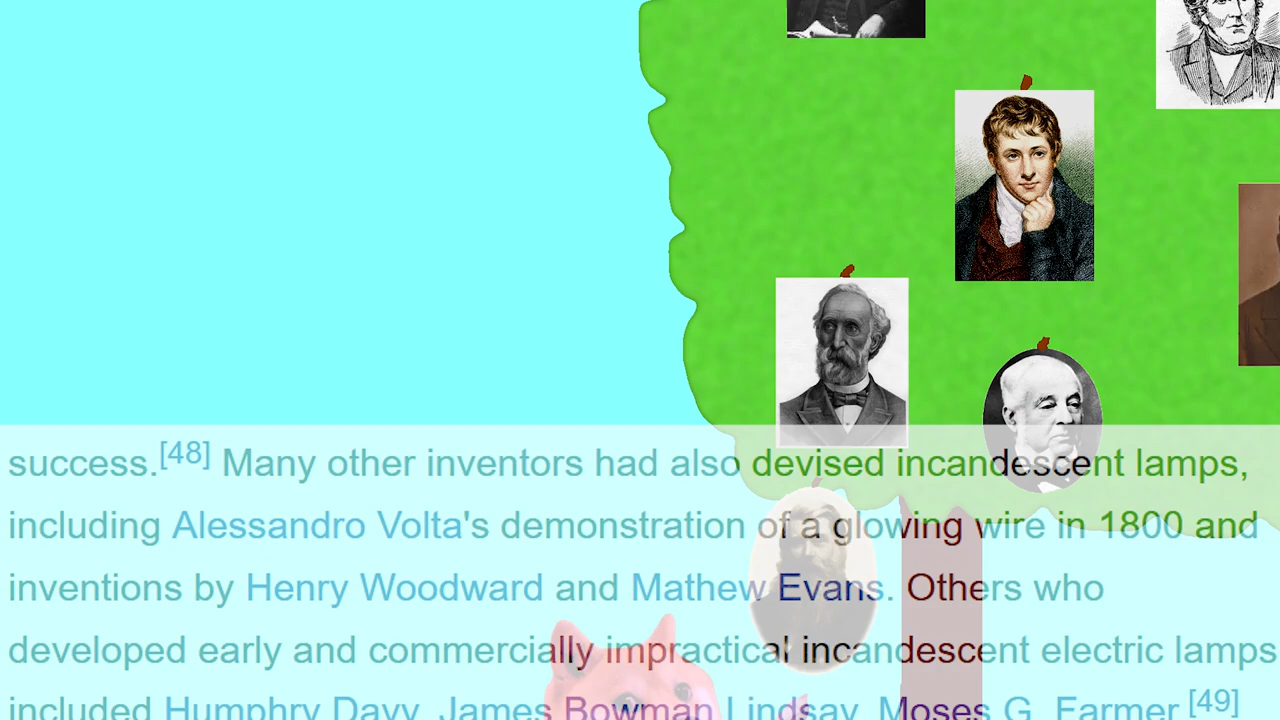 success.[48] Many other inventors had also devised incandescent lamps,
including Alessandro Volta's demonstration of a glowing wire in 1800 and
inventions by Henry Woodward and Mathew Evans. Others who
developed early and commercially impractical incandescent electric lamps
included Humphry Davy, James Bowman Lindsay, Moses G. Farmer,[49]